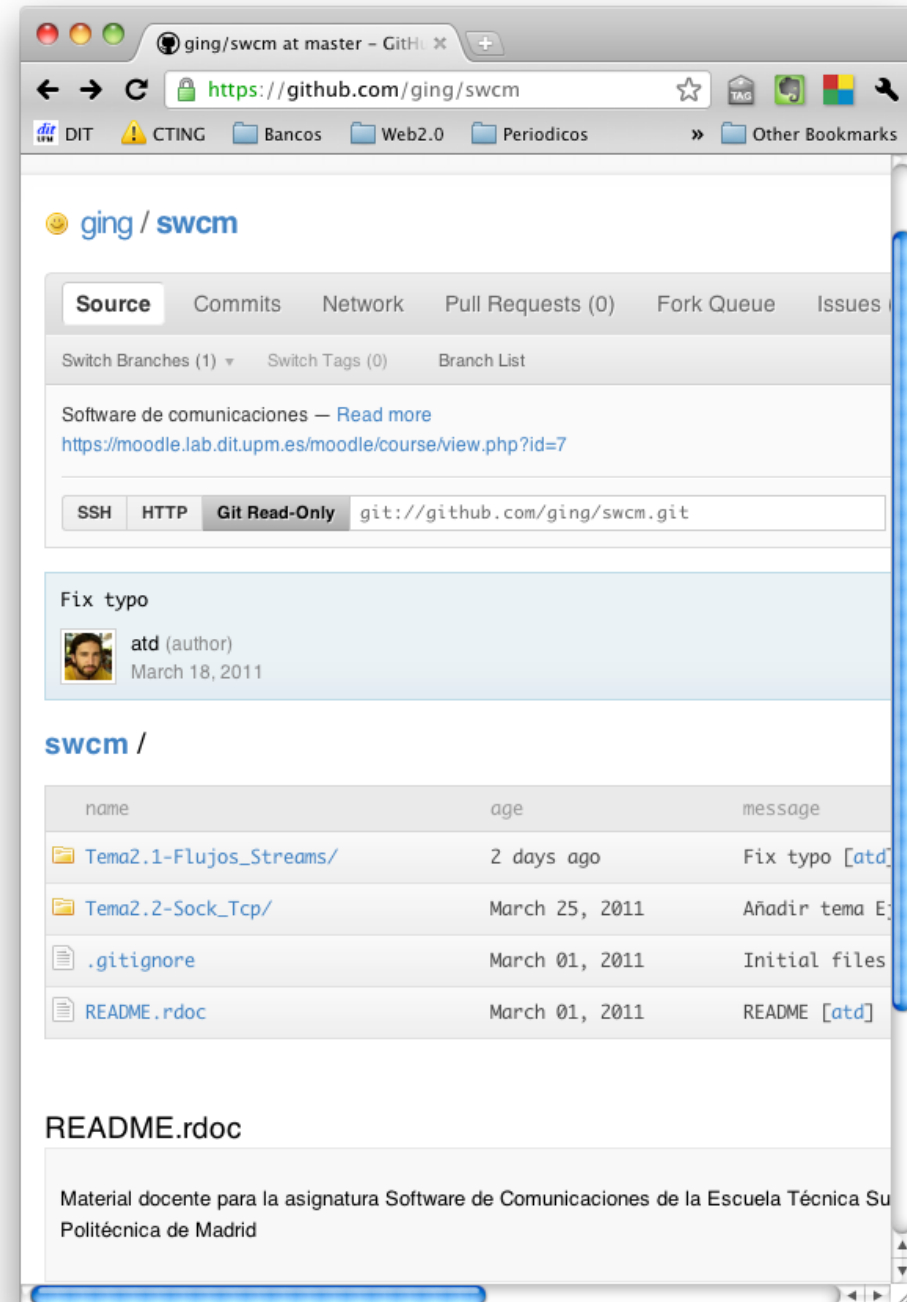 ging/swcm at master – GitHu
https://github.com/ging/swcm
TAG
dit UPM DIT CTING Bancos Web2.0 Periodicos » Other Bookmarks
ging / swcm
Source Commits Network Pull Requests (0) Fork Queue Issues (
Switch Branches (1) Switch Tags (0) Branch List
Software de comunicaciones — Read more
https://moodle.lab.dit.upm.es/moodle/course/view.php?id=7
SSH HTTP Git Read-Only git://github.com/ging/swcm.git
Fix typo
atd (author)
March 18, 2011
swcm /
name age message
Tema2.1-Flujos_Streams/ 2 days ago Fix typo [atd]
Tema2.2-Sock_Tcp/ March 25, 2011 Añadir tema Ej
.gitignore March 01, 2011 Initial files
README.rdoc March 01, 2011 README [atd]
README.rdoc
Material docente para la asignatura Software de Comunicaciones de la Escuela Técnica Su
Politécnica de Madrid